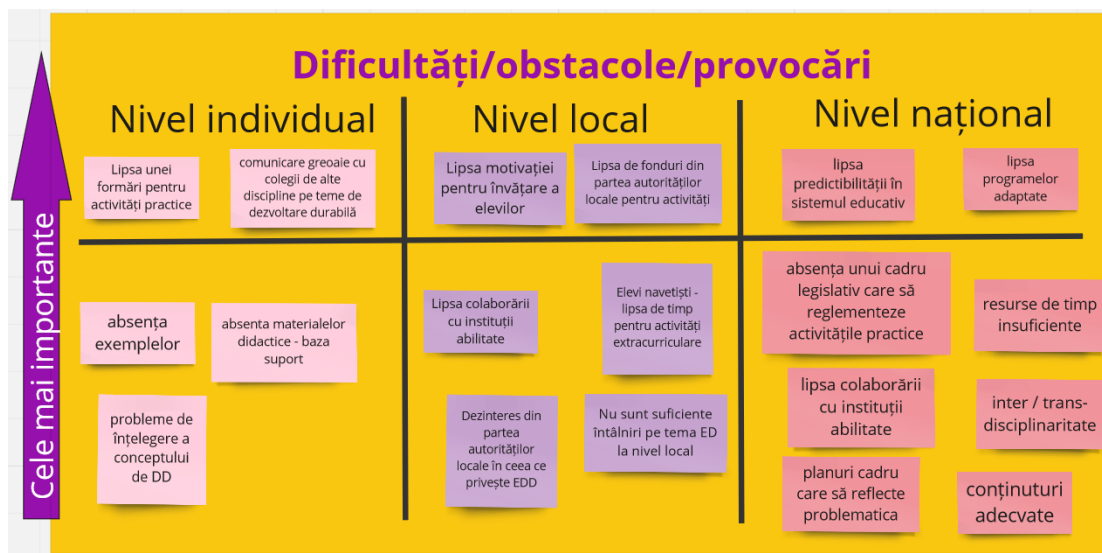 Dificultăți/obstacole/provocări
Cele mai importante
Nivel individual
Lipsa unei
formări pentru
activități practice
comunicare greoaie cu
colegii de alte
discipline pe teme de
dezvoltare durabilă
absența
exemplelor
absenta materialelor
didactice - baza
suport
probleme de
înțelegere a
conceptului
de DD
Nivel local
Lipsa motivației
pentru învățare a
elevilor
Lipsa de fonduri din
partea autorităților
locale pentru activități
Lipsa colaborării
cu instituții
abilitate
Elevi navetiști -
lipsa de timp
pentru activități
extracurriculare
Dezinteres din
partea
autorităților
locale în ceea ce
privește EDD
Nu sunt suficiente
întâlniri pe tema ED
la nivel local
Nivel național
lipsa
predictibilității în
sistemul educativ
lipsa
programelor
adaptate
absența unui cadru
legislativ care să
reglementeze
activitățile practice
resurse de timp
insuficiente
lipsa colaborării
cu instituții
abilitate
inter / trans-
disciplinaritate
planuri cadru
care să reflecte
problematica
conținuturi
adecvate